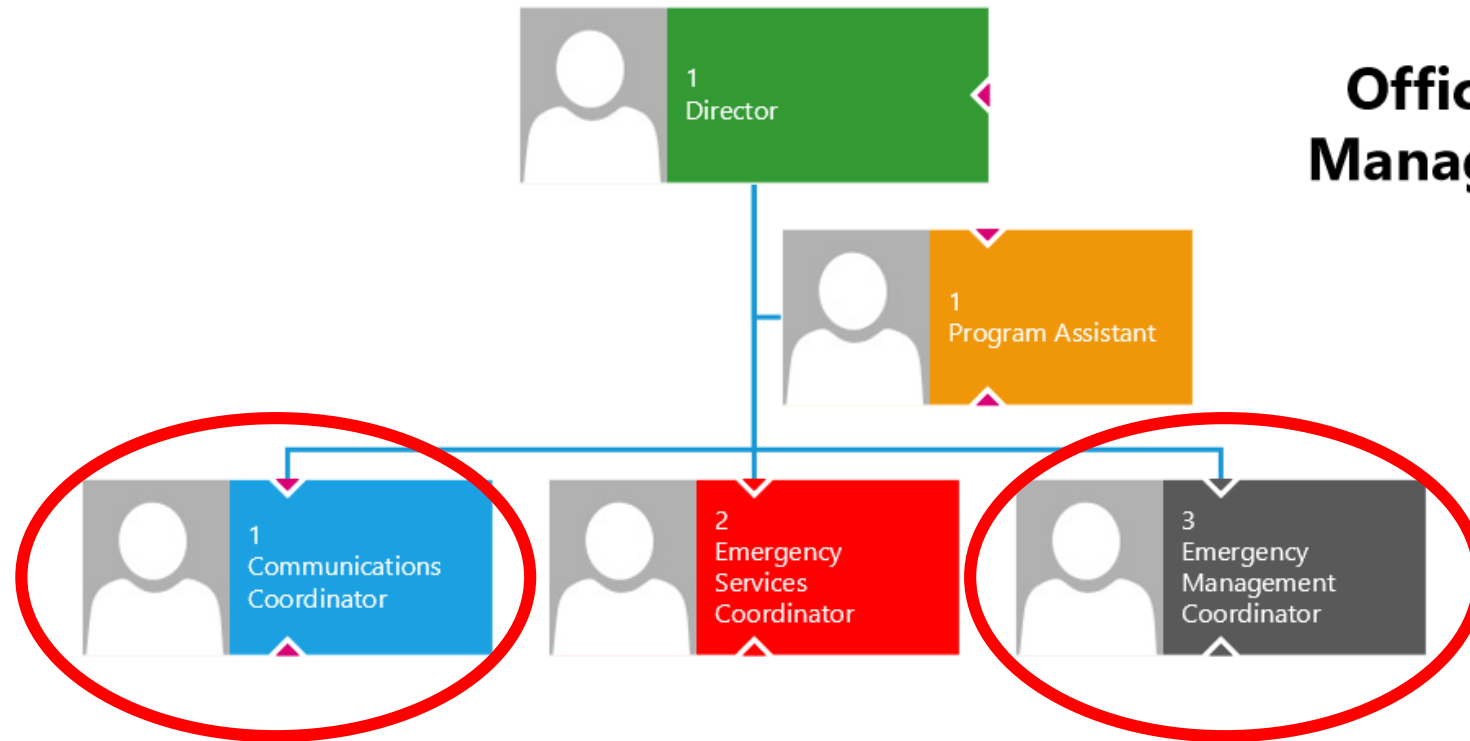 1
Director
Offic
Manag
1
Program Assistant
1
Communications
Coordinator
2
Emergency
Services
Coordinator
3
Emergency
Management
Coordinator